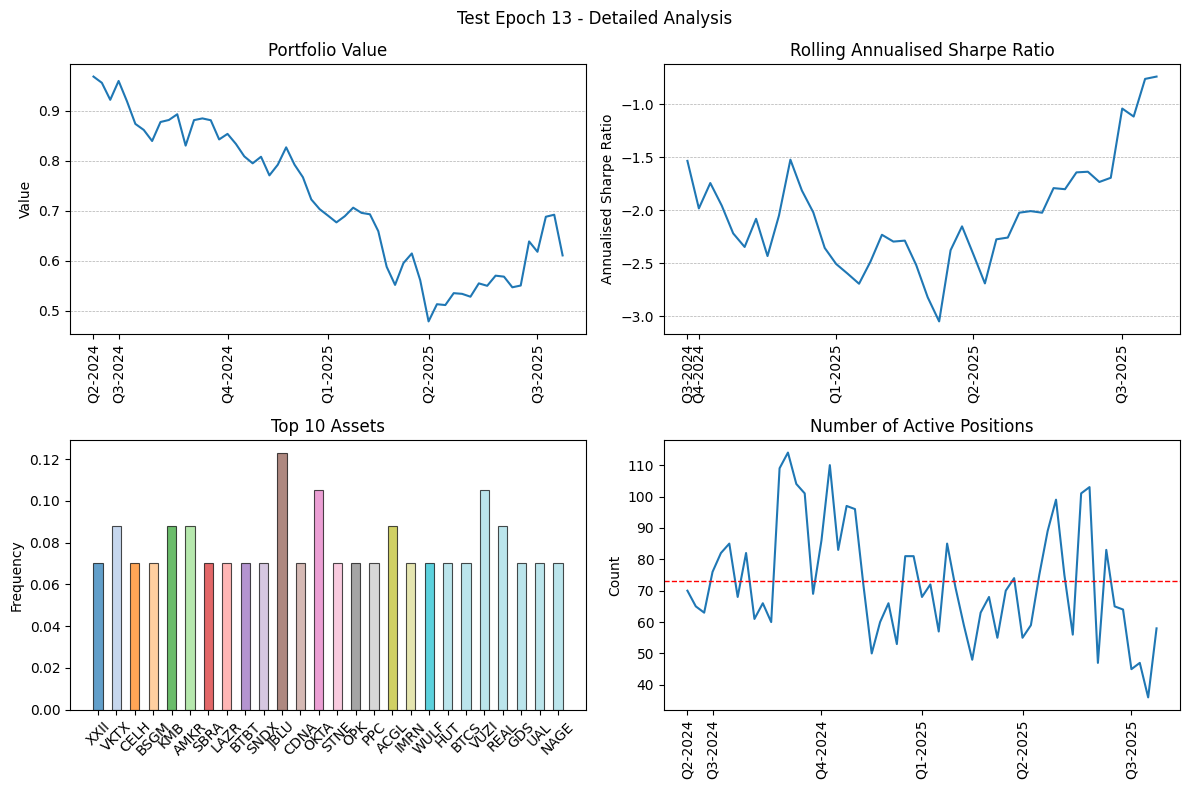 Test Epoch 13 - Detailed Analysis
Portfolio Value
Value
0.9
0.8
0.7
0.6
0.5
Q2-2024
Q3-2024
Q4-2024
Q1-2025
Q2-2025
Q3-2025
Rolling Annualised Sharpe Ratio
Annualised Sharpe Ratio
−1.0
−1.5
−2.0
−2.5
−3.0
Q3-2024
Q4-2024
Q1-2025
Q2-2025
Q3-2025
Top 10 Assets
Frequency
0.12
0.10
0.08
0.06
0.04
0.02
0.00
XXII
VKTX
CELH
BSGM
KMB
AMKR
SBRA
LAZR
BTBT
SNDX
JBLU
CDNA
OKTA
STNE
OPK
PPC
ACGL
IMRN
WULF
HUT
BTCS
VUZI
REAL
GDS
UAL
NAGE
Number of Active Positions
Count
110
100
90
80
70
60
50
40
Q2-2024
Q3-2024
Q4-2024
Q1-2025
Q2-2025
Q3-2025